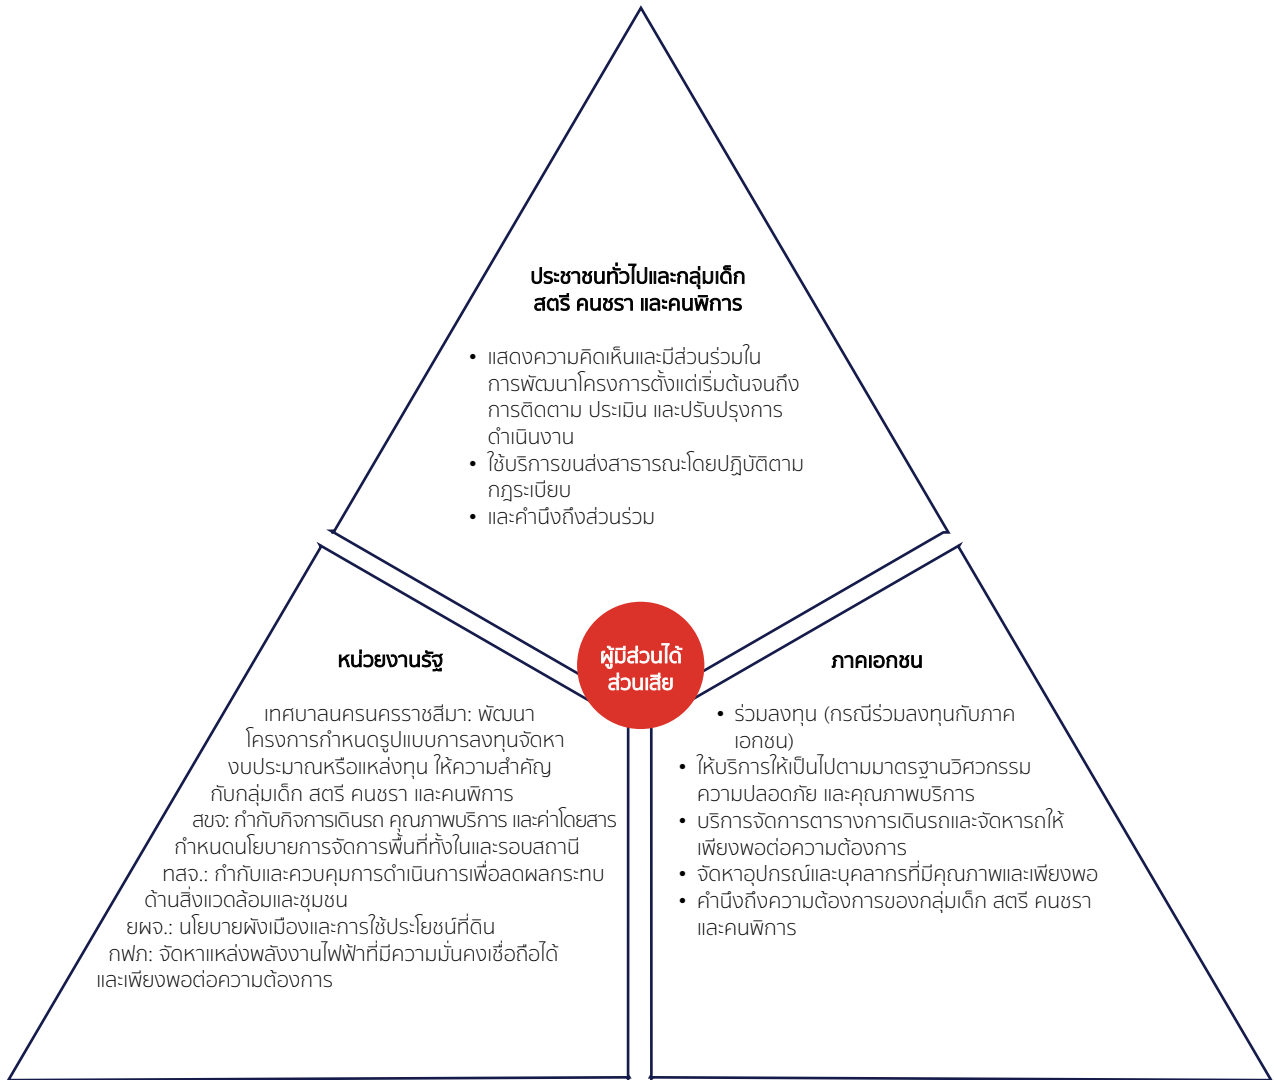 ประชาชนทั่วไปและกลุ่มเด็ก
สตรี คนชรา และคนพิการ
• แสดงความคิดเห็นและมีส่วนร่วมใน
การพัฒนาโครงการตั้งแต่เริ่มต้นจนถึง
การติดตาม ประเมิน และปรับปรุงการ
ดำเนินงาน
• ใช้บริการขนส่งสาธารณะโดยปฏิบัติตาม
กฎระเบียบ
• และคำนึงถึงส่วนร่วม
ผู้มีส่วนได้
ส่วนเสีย
หน่วยงานรัฐ
เทศบาลนครนครราชสีมา: พัฒนา
โครงการกำหนดรูปแบบการลงทุนจัดหา
งบประมาณหรือแหล่งทุน ให้ความสำคัญ
กับกลุ่มเด็ก สตรี คนชรา และคนพิการ
สขจ: กำกับกิจการเดินรถ คุณภาพบริการ และค่าโดยสาร
กำหนดนโยบายการจัดการพื้นที่ทั้งในและรอบสถานี
ทสจ.: กำกับและควบคุมการดำเนินการเพื่อลดผลกระทบ
ด้านสิ่งแวดล้อมและชุมชน
ยผจ.: นโยบายผังเมืองและการใช้ประโยชน์ที่ดิน
กฟภ: จัดหาแหล่งพลังงานไฟฟ้าที่มีความมั่นคงเชื่อถือได้
และเพียงพอต่อความต้องการ
ภาคเอกชน
• ร่วมลงทุน (กรณีร่วมลงทุนกับภาค
เอกชน)
• ให้บริการให้เป็นไปตามมาตรฐานวิศวกรรม
ความปลอดภัย และคุณภาพบริการ
• บริการจัดการตารางการเดินรถและจัดหารถให้
เพียงพอต่อความต้องการ
• จัดหาอุปกรณ์และบุคลากรที่มีคุณภาพและเพียงพอ
• คำนึงถึงความต้องการของกลุ่มเด็ก สตรี คนชรา
และคนพิการ